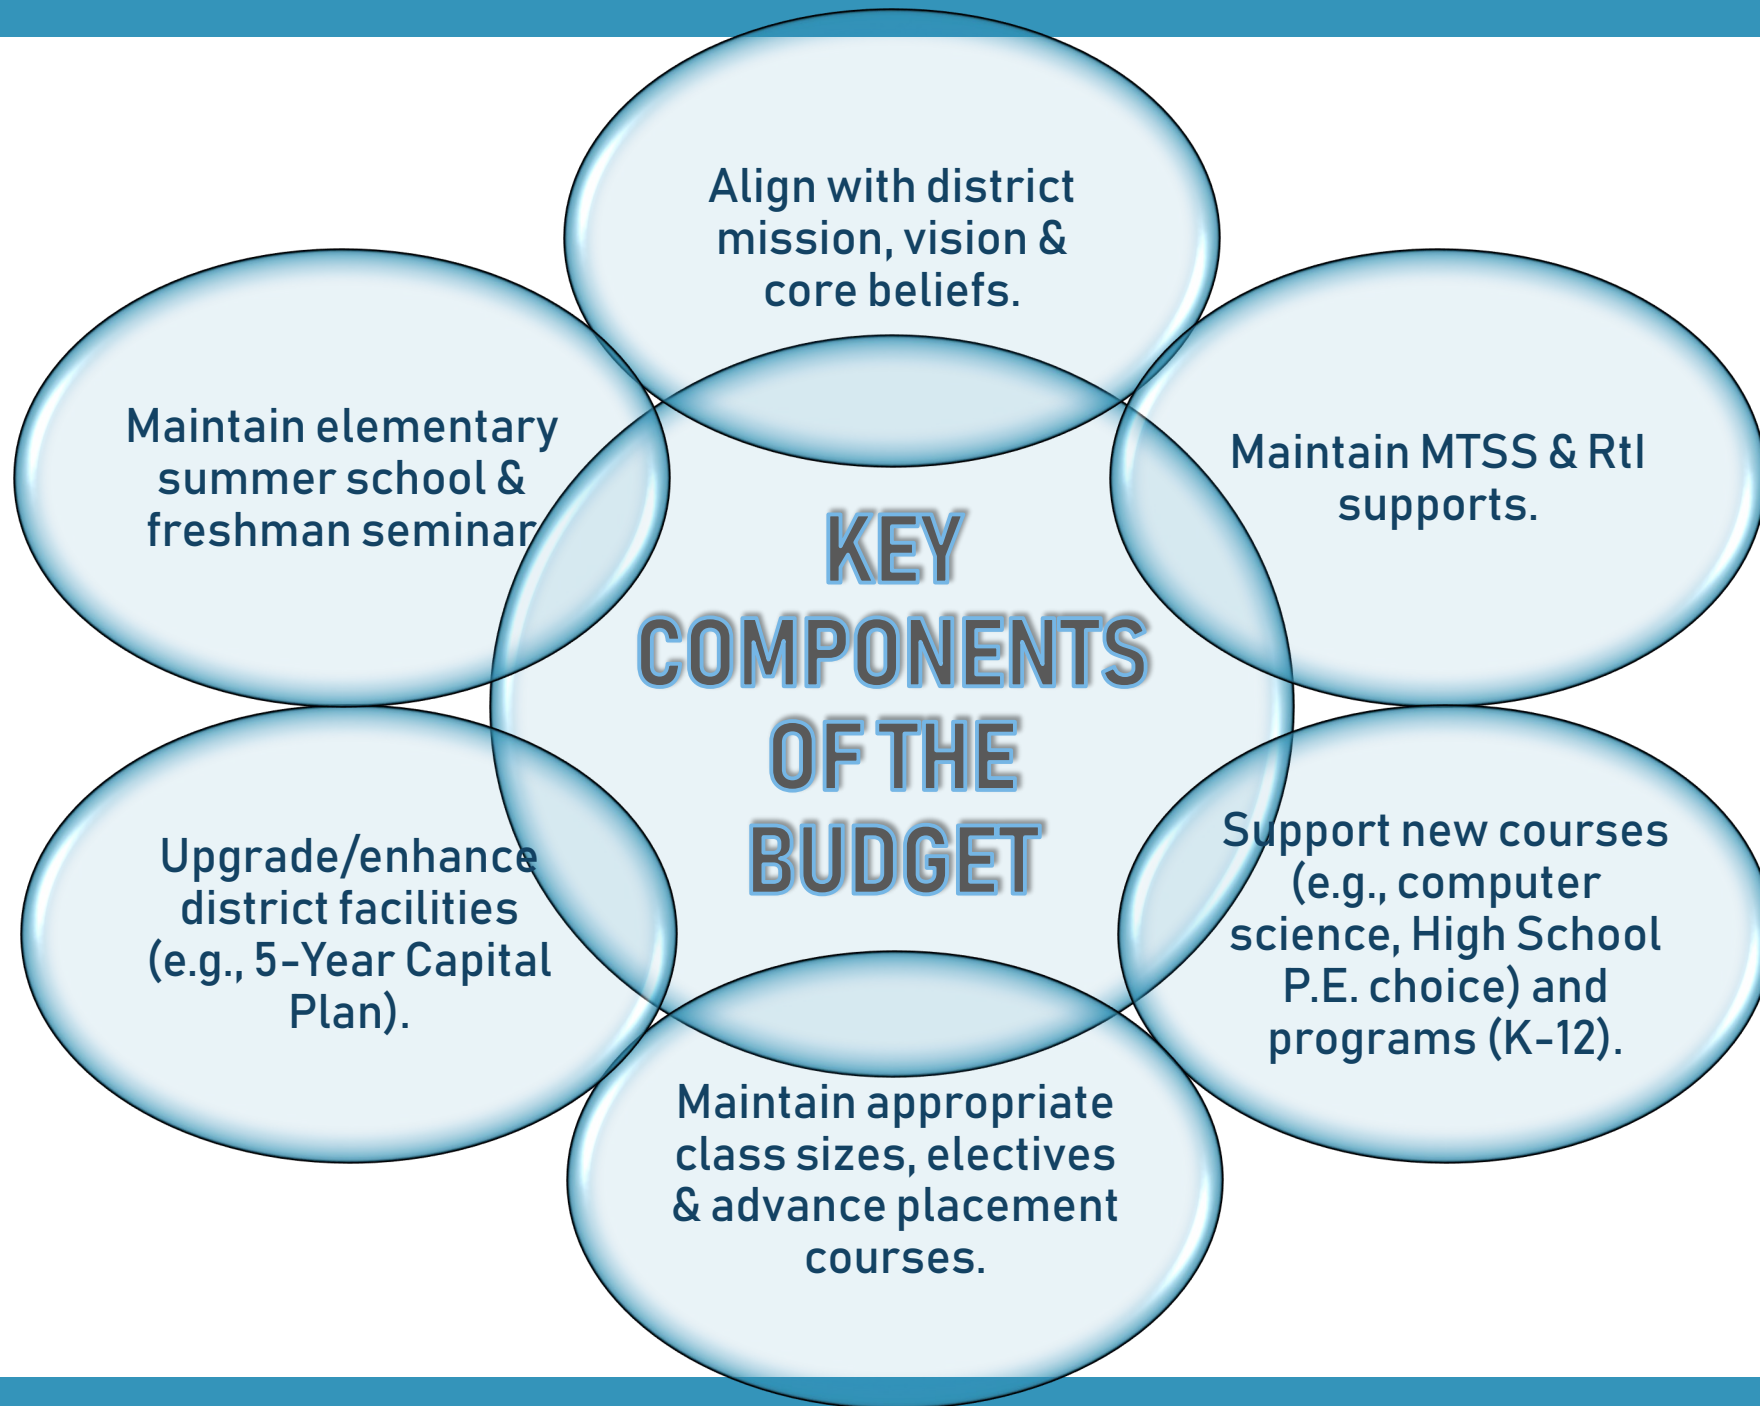 Align with district
mission, vision &
core beliefs.
Maintain MTSS & RtI
supports.
Support new courses
(e.g., computer
science, High School
P.E. choice) and
programs (K-12).
Maintain appropriate
class sizes, electives
& advance placement
courses.
Upgrade/enhance
district facilities
(e.g., 5-Year Capital
Plan).
Maintain elementary
summer school &
freshman seminar
KEY
COMPONENTS
OF THE
BUDGET